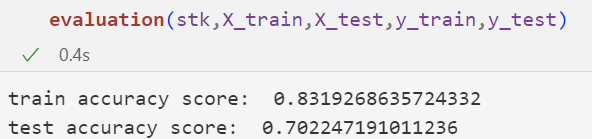 evaluation(stk,X_train,X_test,y_train,y_test)
0.4s
train accuracy score:  0.8319268635724332
test accuracy score:  0.702247191011236